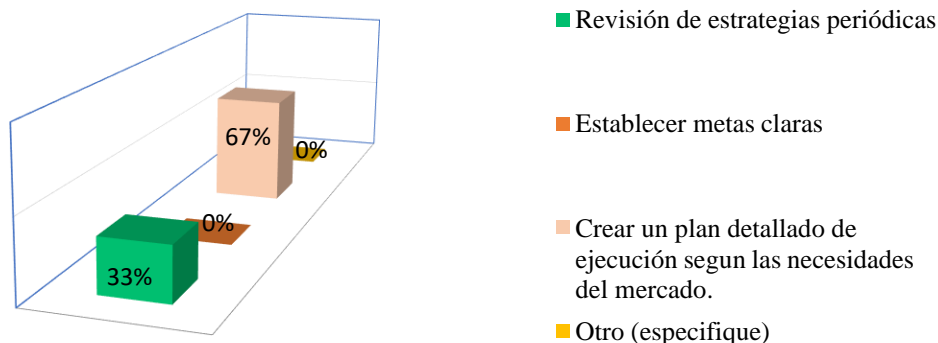 Revisión de estrategias periódicas
67%
0%
Establecer metas claras
0%
33%
Crear un plan detallado de
ejecución segun las necesidades
del mercado.
Otro (especifique)